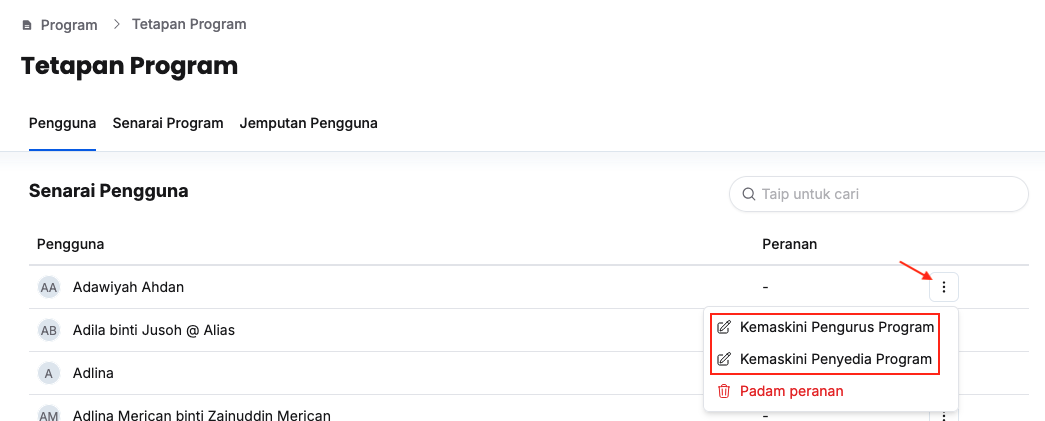 Program > Tetapan Program
Tetapan Program
Pengguna Senarai Program Jemputan Pengguna
Senarai Pengguna
Taip untuk cari
Pengguna Peranan
AA Adawiyah Ahdan -
AB Adila binti Jusoh @ Alias
Kemaskini Pengurus Program
Kemaskini Penyedia Program
A Adlina
Padam peranan
AM Adlina Merican binti Zainuddin Merican -